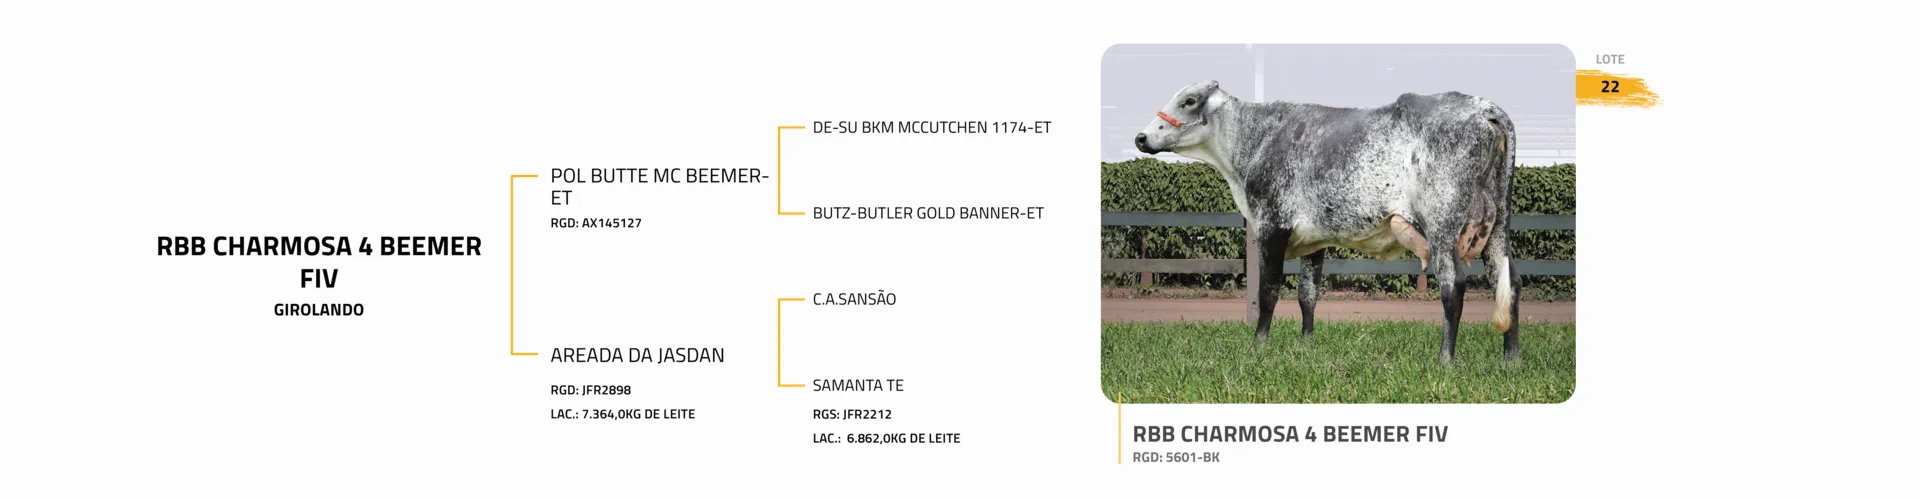 RBB CHARMOSA 4 BEEMER
FIV
GIROLANDO
POL BUTTE MC BEEMER-
ET
RGD: AX145127
AREADA DA JASDAN
RGD: JFR2898
LAC.: 7.364,0KG DE LEITE
DE-SU BKM MCCUTCHEN 1174-ET
BUTZ-BUTLER GOLD BANNER-ET
C.A.SANSÃO
SAMANTA TE
RGS: JFR2212
LAC.: 6.862,0KG DE LEITE
LOTE
22
RBB CHARMOSA 4 BEEMER FIV
RGD: 5601-BK